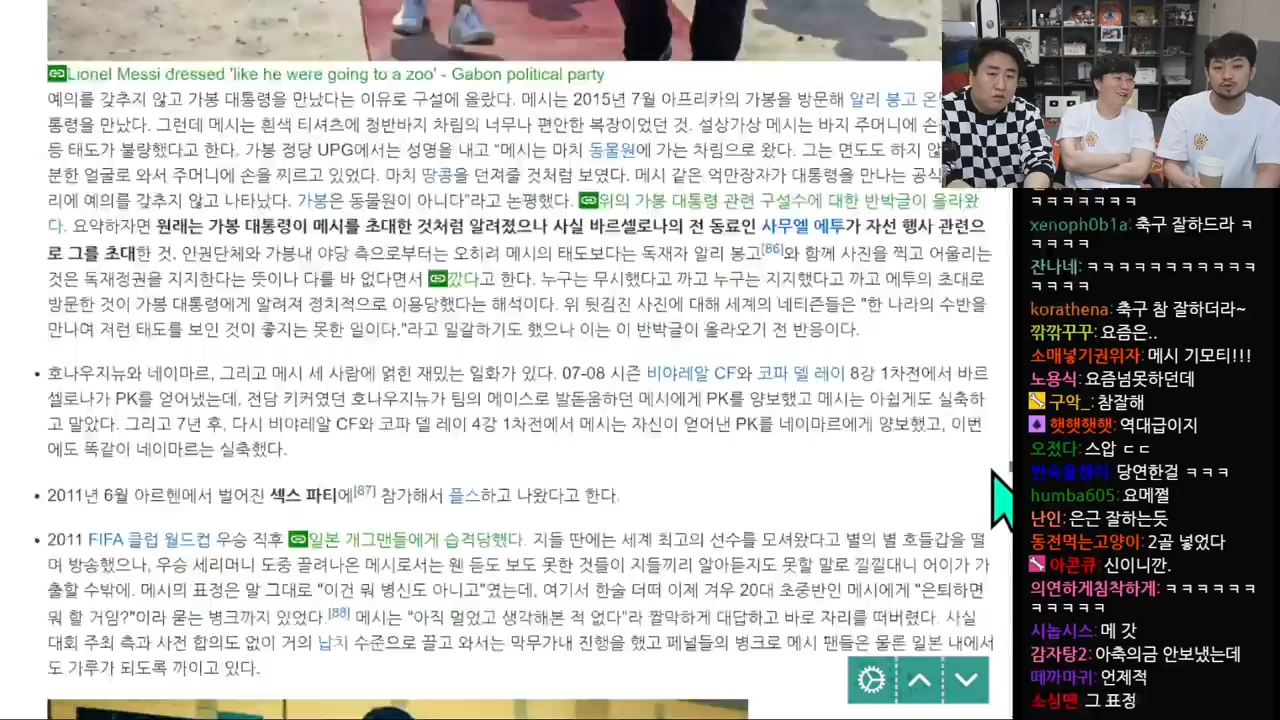 Lionel Messi dressed 'like he were going to a zoo' - Gabon political party
예의를 갖추지 않고 가봉 대통령을 만났다는 이유로 구설에 올랐다. 메시는 2015년 7월 아프리카의 가봉을 방문해 알리 봉고 온
통령을 만났다. 그런데 메시는 흰색 티셔츠에 청반바지 차림의 너무나 편안한 복장이었던 것. 설상가상 메시는 바지 주머니에 손
등 태도가 불량했다고 한다. 가봉 정당 UPG에서는 성명을 내고 "메시는 마치 동물원에 가는 차림으로 왔다. 그는 면도도 하지 않
분한 얼굴로 와서 주머니에 손을 찌르고 있었다. 마치 땅콩을 던져줄 것처럼 보였다. 메시 같은 억만장자가 대통령을 만나는 공식
리에 예의를 갖추지 않고 나타났다. 가봉은 동물원이 아니다"라고 논평했다. 위의 가봉 대통령 관련 구설수에 대한 반박글이 올라왔
다. 요약하자면 원래는 가봉 대통령이 메시를 초대한 것처럼 알려졌으나 사실 바르셀로나의 전 동료인 사무엘 에투가 자선 행사 관련으
로 그를 초대한 것. 인권단체와 가봉내 야당 측으로부터는 오히려 메시의 태도보다는 독재자 알리 봉고[86]와 함께 사진을 찍고 어울리는
것은 독재정권을 지지한다는 뜻이나 다를 바 없다면서 깠다고 한다. 누구는 무시했다고 까고 누구는 지지했다고 까고 에투의 초대로
방문한 것이 가봉 대통령에게 알려져 정치적으로 이용당했다는 해석이다. 위 뒷짐진 사진에 대해 세계의 네티즌들은 "한 나라의 수반을
만나며 저런 태도를 보인 것이 좋지는 못한 일이다."라고 밀갈하기도 했으나 이는 이 반박글이 올라오기 전 반응이다.
• 호나우지뉴와 네이마르, 그리고 메시 세 사람에 얽힌 재밌는 일화가 있다. 07-08 시즌 비야레알 CF와 코파 델 레이 8강 1차전에서 바르
셀로나가 PK를 얻어냈는데, 전담 키커였던 호나우지뉴가 팀의 에이스로 발돋움하던 메시에게 PK를 양보했고 메시는 아쉽게도 실축하
고 말았다. 그리고 7년 후, 다시 비야레알 CF와 코파 델 레이 4강 1차전에서 메시는 자신이 얻어낸 PK를 네이마르에게 양보했고, 이번
에도 똑같이 네이마르는 실축했다.
• 2011년 6월 아르헨에서 벌어진 섹스 파티에[87] 참가해서 플스하고 나왔다고 한다.
• 2011 FIFA 클럽 월드컵 우승 직후 일본 개그맨들에게 습격당했다. 지들 딴에는 세계 최고의 선수를 모셔왔다고 별의 별 호들갑을 떨
며 방송했으나, 우승 세리머니 도중 끌려나온 메시로서는 웬 듣도 보도 못한 것들이 지들끼리 알아듣지도 못할 말로 낄낄대니 어이가 가
출할 수밖에. 메시의 표정은 말 그대로 "이런 뭐 병신도 아니고"였는데, 여기서 한술 더떠 이제 겨우 20대 초중반인 메시에게 "은퇴하면
뭐 할 거임?"이라 묻는 병크까지 있었다.[88] 메시는 "아직 멀었고 생각해본 적 없다"라 짤막하게 대답하고 바로 자리를 떠버렸다. 사실
대회 주최 측과 사전 합의도 없이 거의 납치 수준으로 끌고 와서는 막무가내 진행을 했고 패널들의 병크로 메시 팬들은 물론 일본 내에서
도 가루가 되도록 까이고 있다.
ㅋㅋㅋㅋㅋㅋㅋ
xenoph0b1a: 축구 잘하드라 ㅋ
ㅋㅋㅋㅋ
잔나네: ㅋㅋㅋㅋㅋㅋㅋㅋㅋㅋㅋ
ㅋㅋㅋㅋ
korathena: 축구 참 잘하더라~
깎깎꾸꾸: 요즘은..
소매넣기권위자: 메시 기모티!!!
노용식: 요즘넘못하던데
구악_: 참잘해
햇햇햇햇: 역대급이지
오졌다: 스압 ㄷㄷ
당연한걸 ㅋㅋㅋ
humba605: 요메쩔
난인: 은근 잘하는듯
동전먹는고양이: 2골 넣었다
아콘큐: 신이니깐.
의연하게침착하게: ㅋㅋㅋㅋㅋㅋ
ㅋㅋㅋㅋㅋ
시놉시스: 메 갓
감자탕2: 아축의금 안보냈는데
떼까마귀: 언제적
소심맨: 그 표정